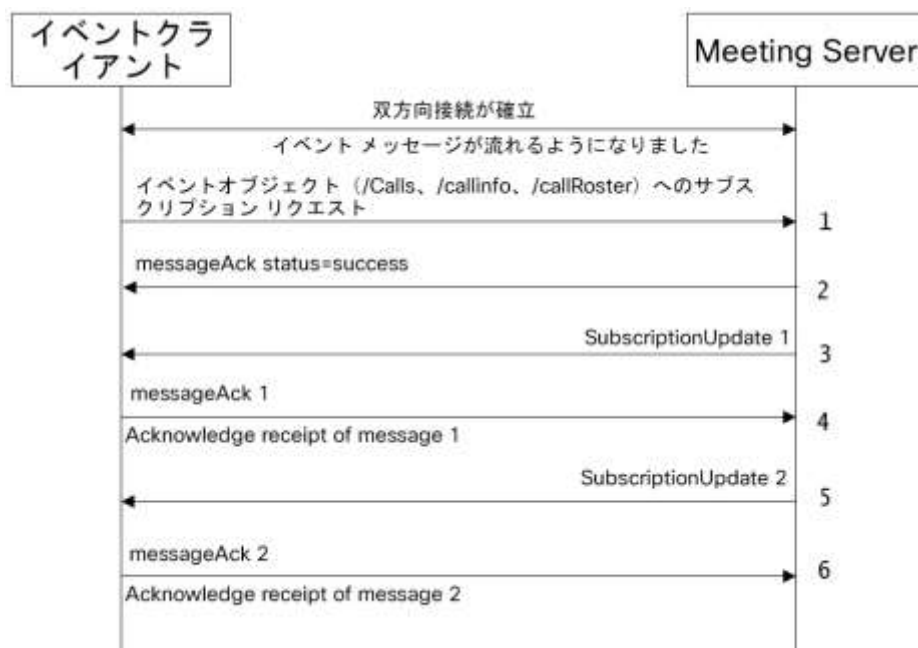 イベントクラ
イアント
Meeting Server
双方向接続が確立
イベント メッセージが流れるようになりました
イベントオブジェクト（/Calls、/callinfo、/callRoster）へのサブス
クリプション リクエスト
1
messageAck status=success
2
SubscriptionUpdate 1
3
messageAck 1
4
Acknowledge receipt of message 1
SubscriptionUpdate 2
5
messageAck 2
6
Acknowledge receipt of message 2